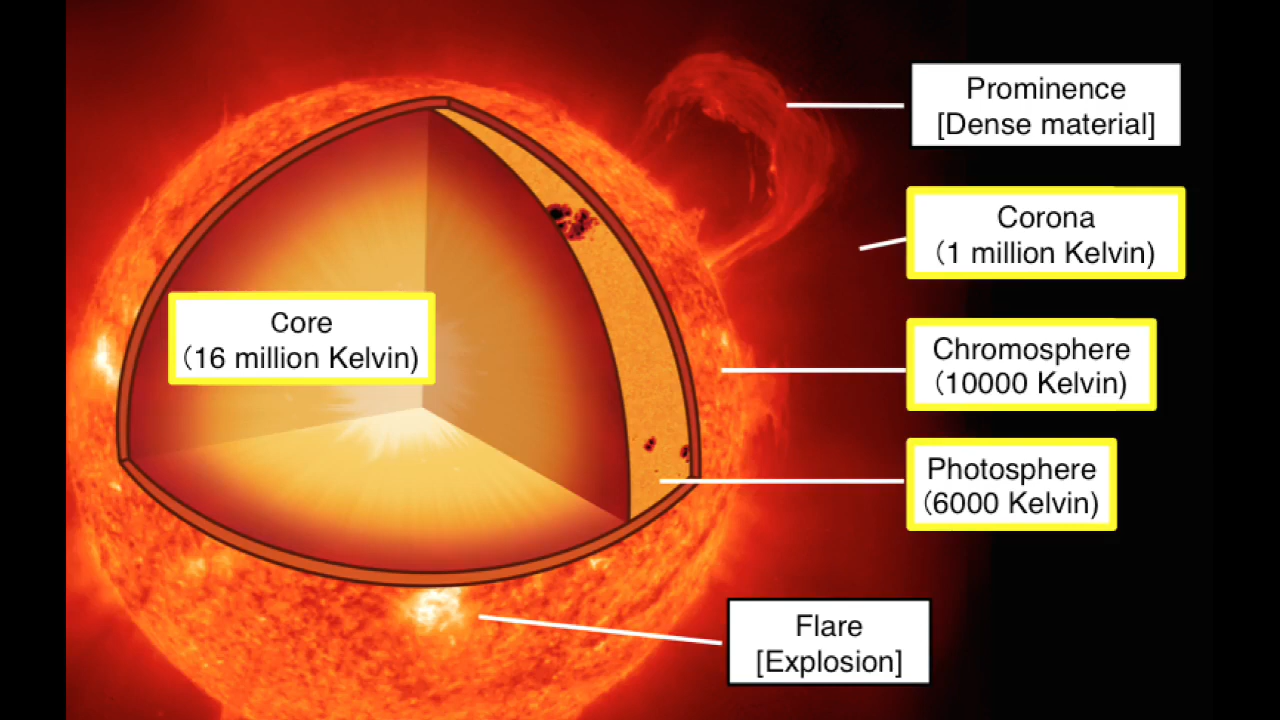 Prominence
[Dense material]
Corona
（1 million Kelvin)
Chromosphere
（10000 Kelvin)
Photosphere
（6000 Kelvin)
Core
（16 million Kelvin)
Flare
[Explosion]